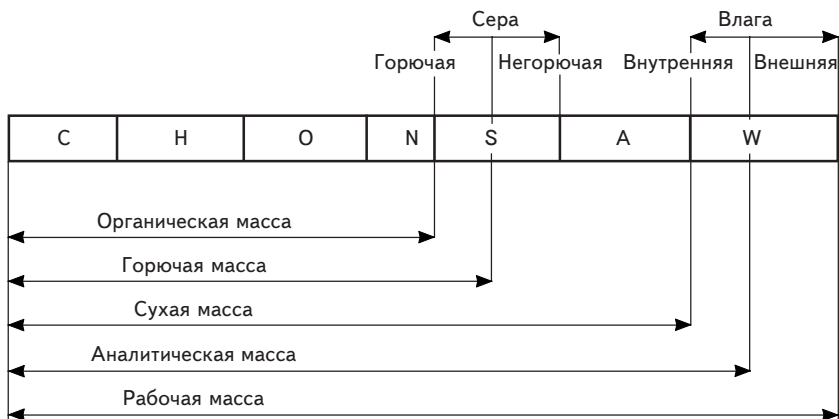 Сера Влага
Горючая Негорючая Внутренняя Внешняя
C H O N S A W
Органическая масса
Горючая масса
Сухая масса
Аналитическая масса
Рабочая масса